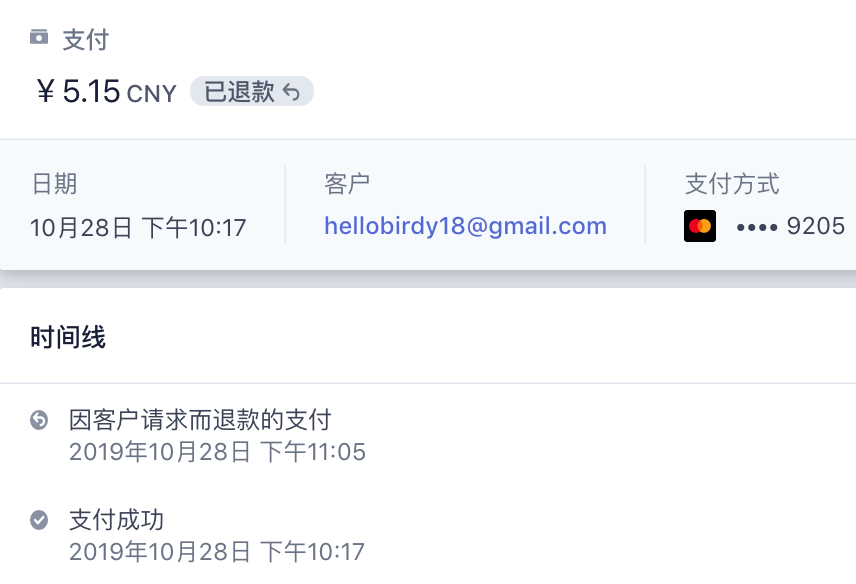 支付
¥ 5.15 CNY 已退款
日期
客户
支付方式
10月28日 下午10:17
hellobirdy18@gmail.com
•••• 9205
时间线
因客户请求而退款的支付
2019年10月28日 下午11:05
支付成功
2019年10月28日 下午10:17